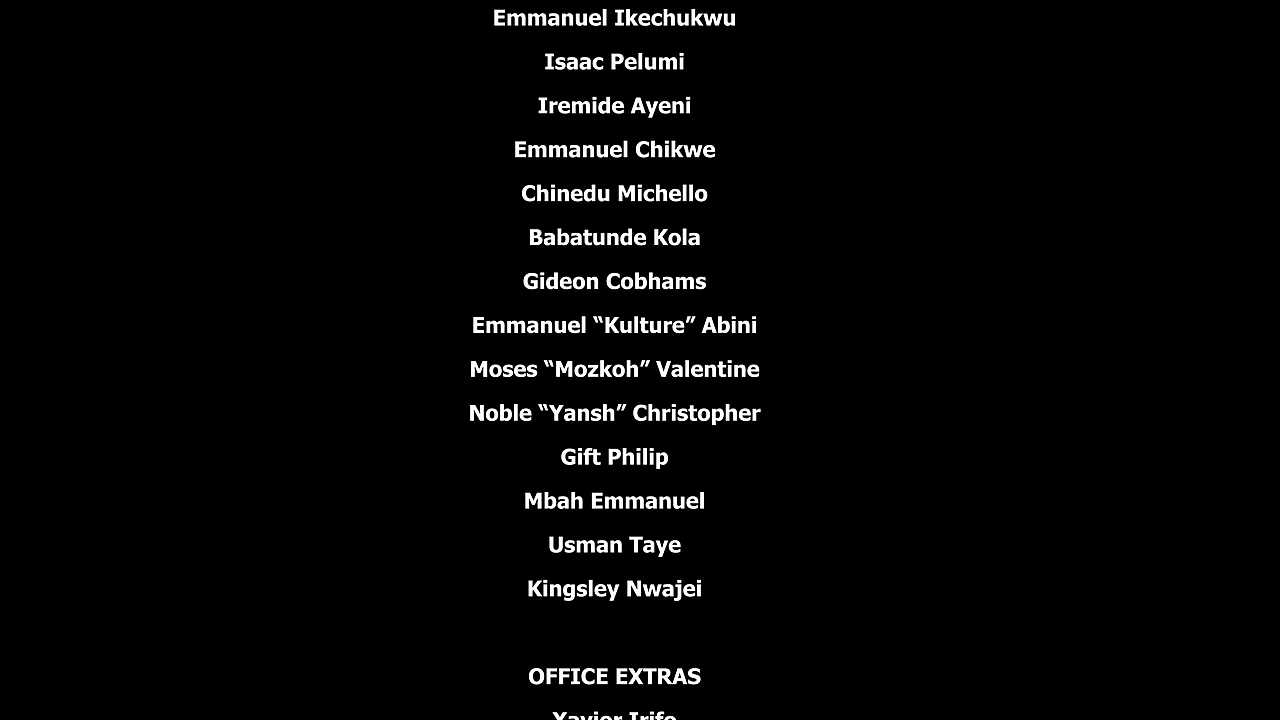 Emmanuel Ikechukwu
Isaac Pelumi
Iremide Ayeni
Emmanuel Chikwe
Chinedu Michello
Babatunde Kola
Gideon Cobhams
Emmanuel “Kulture” Abini
Moses “Mozkoh” Valentine
Noble “Yansh” Christopher
Gift Philip
Mbah Emmanuel
Usman Taye
Kingsley Nwajei
OFFICE EXTRAS